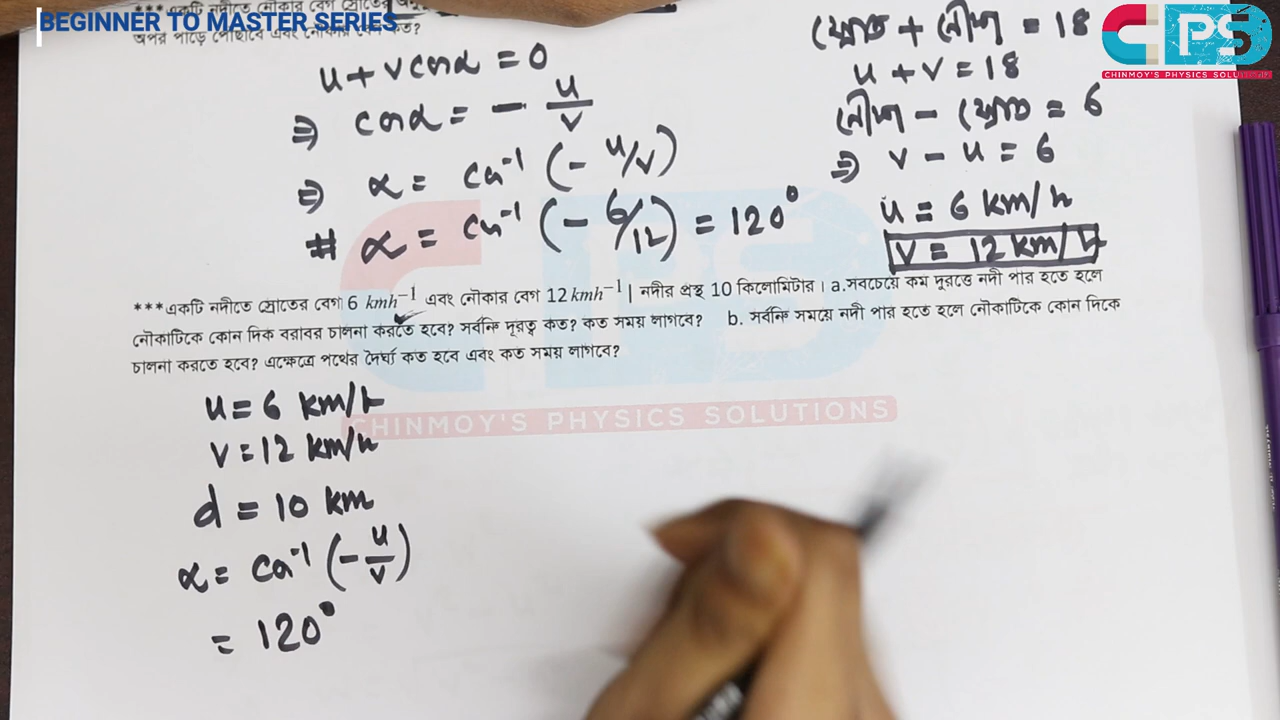 BEGINNER TO MASTER SERIES
***একটি নদীতে নৌকার বেগ স্রোতের
অপর পাড়ে পৌছাবে এবং নৌকার বেগ কত?
u + v cosα = 0
⇒ cosα = - u/v
⇒ α = cos⁻¹ (- u/v)
# α = cos⁻¹ (- 6/12) = 120°
স্রোত + নৌকা = 18
u + v = 18
নৌকা - স্রোত = 6
⇒ v - u = 6
u = 6 km/h
v = 12 km/h
CPS
CHINMOY'S PHYSICS SOLUTIONS
***একটি নদীতে স্রোতের বেগ 6 kmh⁻¹ এবং নৌকার বেগ 12 kmh⁻¹ | নদীর প্রস্থ 10 কিলোমিটার। a.সবচেয়ে কম দূরত্বে নদী পার হতে হলে
নৌকাটিকে কোন দিক বরাবর চালনা করতে হবে? সর্বনিম্ন দূরত্ব কত? কত সময় লাগবে? b. সর্বনিম্ন সময়ে নদী পার হতে হলে নৌকাটিকে কোন দিকে
চালনা করতে হবে? এক্ষেত্রে পথের দৈর্ঘ্য কত হবে এবং কত সময় লাগবে?
CHINMOY'S PHYSICS SOLUTIONS
u = 6 km/h
v = 12 km/h
d = 10 km
α = cos⁻¹ (- u/v)
= 120°